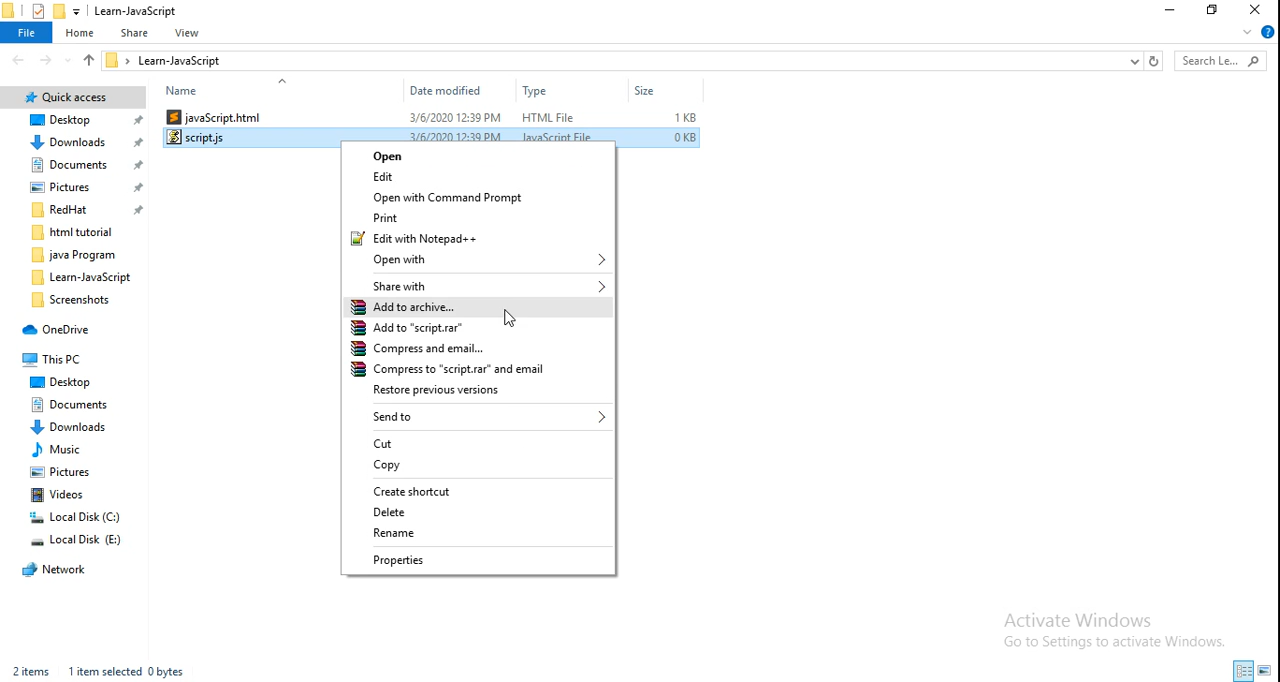 Learn-JavaScript
File Home Share View
Learn-JavaScript
Search Le...
Name Date modified Type Size
javaScript.html 3/6/2020 12:39 PM HTML File 1 KB
script.js 3/6/2020 12:39 PM JavaScript File 0 KB
Quick access
Desktop
Downloads
Documents
Pictures
RedHat
html tutorial
java Program
Learn-JavaScript
Screenshots
OneDrive
This PC
Desktop
Documents
Downloads
Music
Pictures
Videos
Local Disk (C:)
Local Disk (E:)
Network
Open
Edit
Open with Command Prompt
Print
Edit with Notepad++
Open with
Share with
Add to archive...
Add to "script.rar"
Compress and email...
Compress to "script.rar" and email
Restore previous versions
Send to
Cut
Copy
Create shortcut
Delete
Rename
Properties
Activate Windows
Go to Settings to activate Windows.
2 items 1 item selected 0 bytes